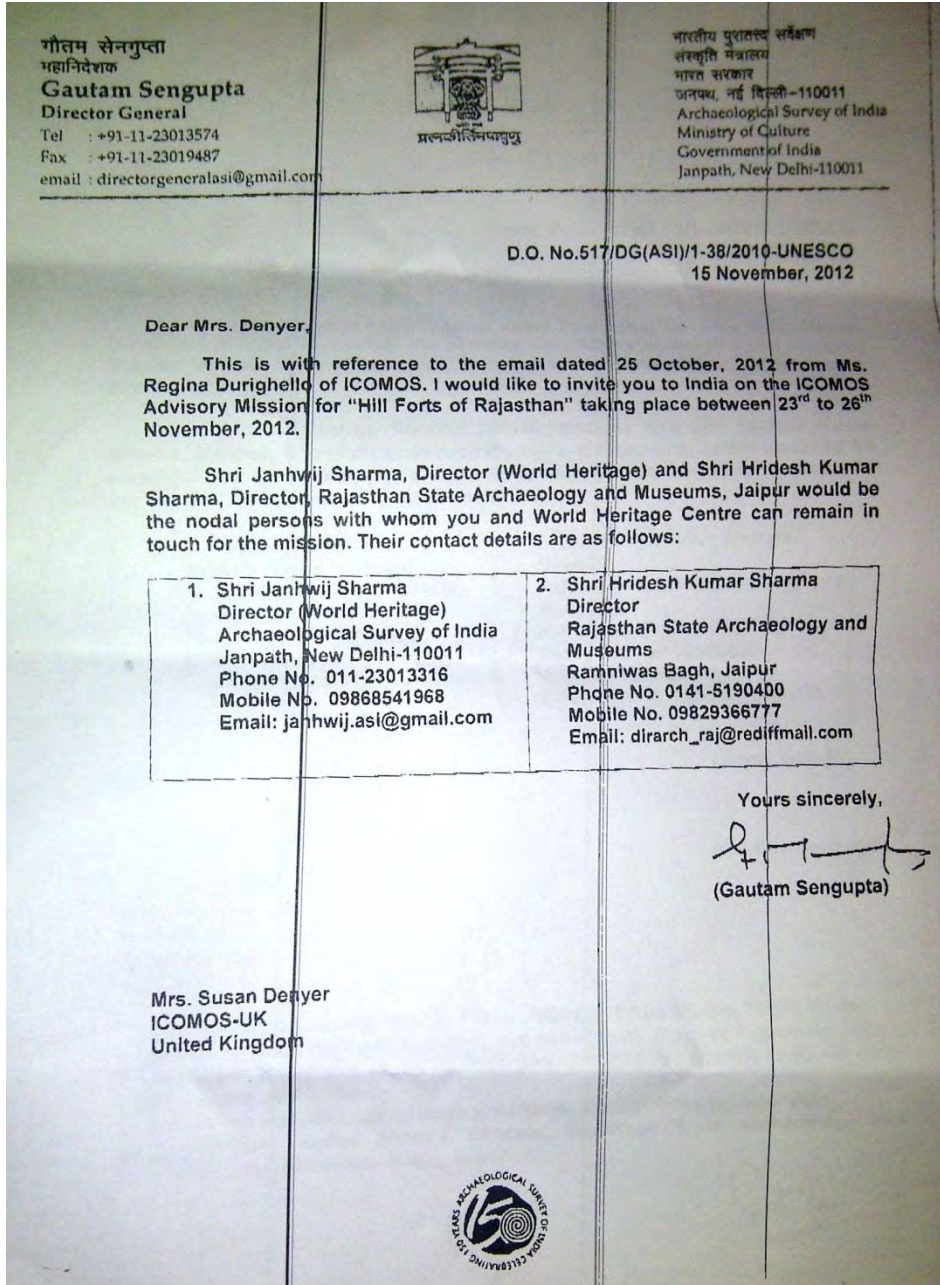 गौतम सेनगुप्ता
महानिदेशक
Gautam Sengupta
Director General
Tel : +91-11-23013574
Fax : +91-11-23019487
email : directorgeneralasi@gmail.com
प्रत्नकीर्तिमपावृणु
भारतीय पुरातत्त्व सर्वेक्षण
संस्कृति मंत्रालय
भारत सरकार
जनपथ, नई दिल्ली-110011
Archaeological Survey of India
Ministry of Culture
Government of India
Janpath, New Delhi-110011
D.O. No.517/DG(ASI)/1-38/2010-UNESCO
15 November, 2012
Dear Mrs. Denyer,
This is with reference to the email dated 25 October, 2012 from Ms.
Regina Durighello of ICOMOS. I would like to invite you to India on the ICOMOS
Advisory Mission for “Hill Forts of Rajasthan” taking place between 23rd to 26th
November, 2012.
Shri Janhwij Sharma, Director (World Heritage) and Shri Hridesh Kumar
Sharma, Director, Rajasthan State Archaeology and Museums, Jaipur would be
the nodal persons with whom you and World Heritage Centre can remain in
touch for the mission. Their contact details are as follows:
1. Shri Janhwij Sharma
Director (World Heritage)
Archaeological Survey of India
Janpath, New Delhi-110011
Phone No. 011-23013316
Mobile No. 09868541968
Email: janhwij.asi@gmail.com
2. Shri Hridesh Kumar Sharma
Director
Rajasthan State Archaeology and
Museums
Ramniwas Bagh, Jaipur
Phone No. 0141-5190400
Mobile No. 09829366777
Email: dirarch_raj@rediffmail.com
Yours sincerely,
(Gautam Sengupta)
Mrs. Susan Denyer
ICOMOS-UK
United Kingdom
150 YEARS ARCHAEOLOGICAL SURVEY OF INDIA CELEBRATING